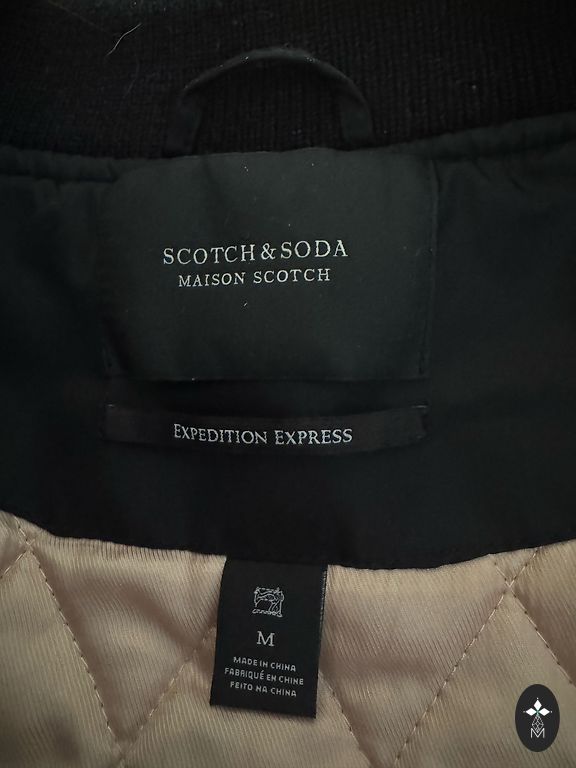 SCOTCH & SODA
MAISON SCOTCH
EXPEDITION EXPRESS
M
MADE IN CHINA
FABRIQUÉ EN CHINE
FEITO NA CHINA
M